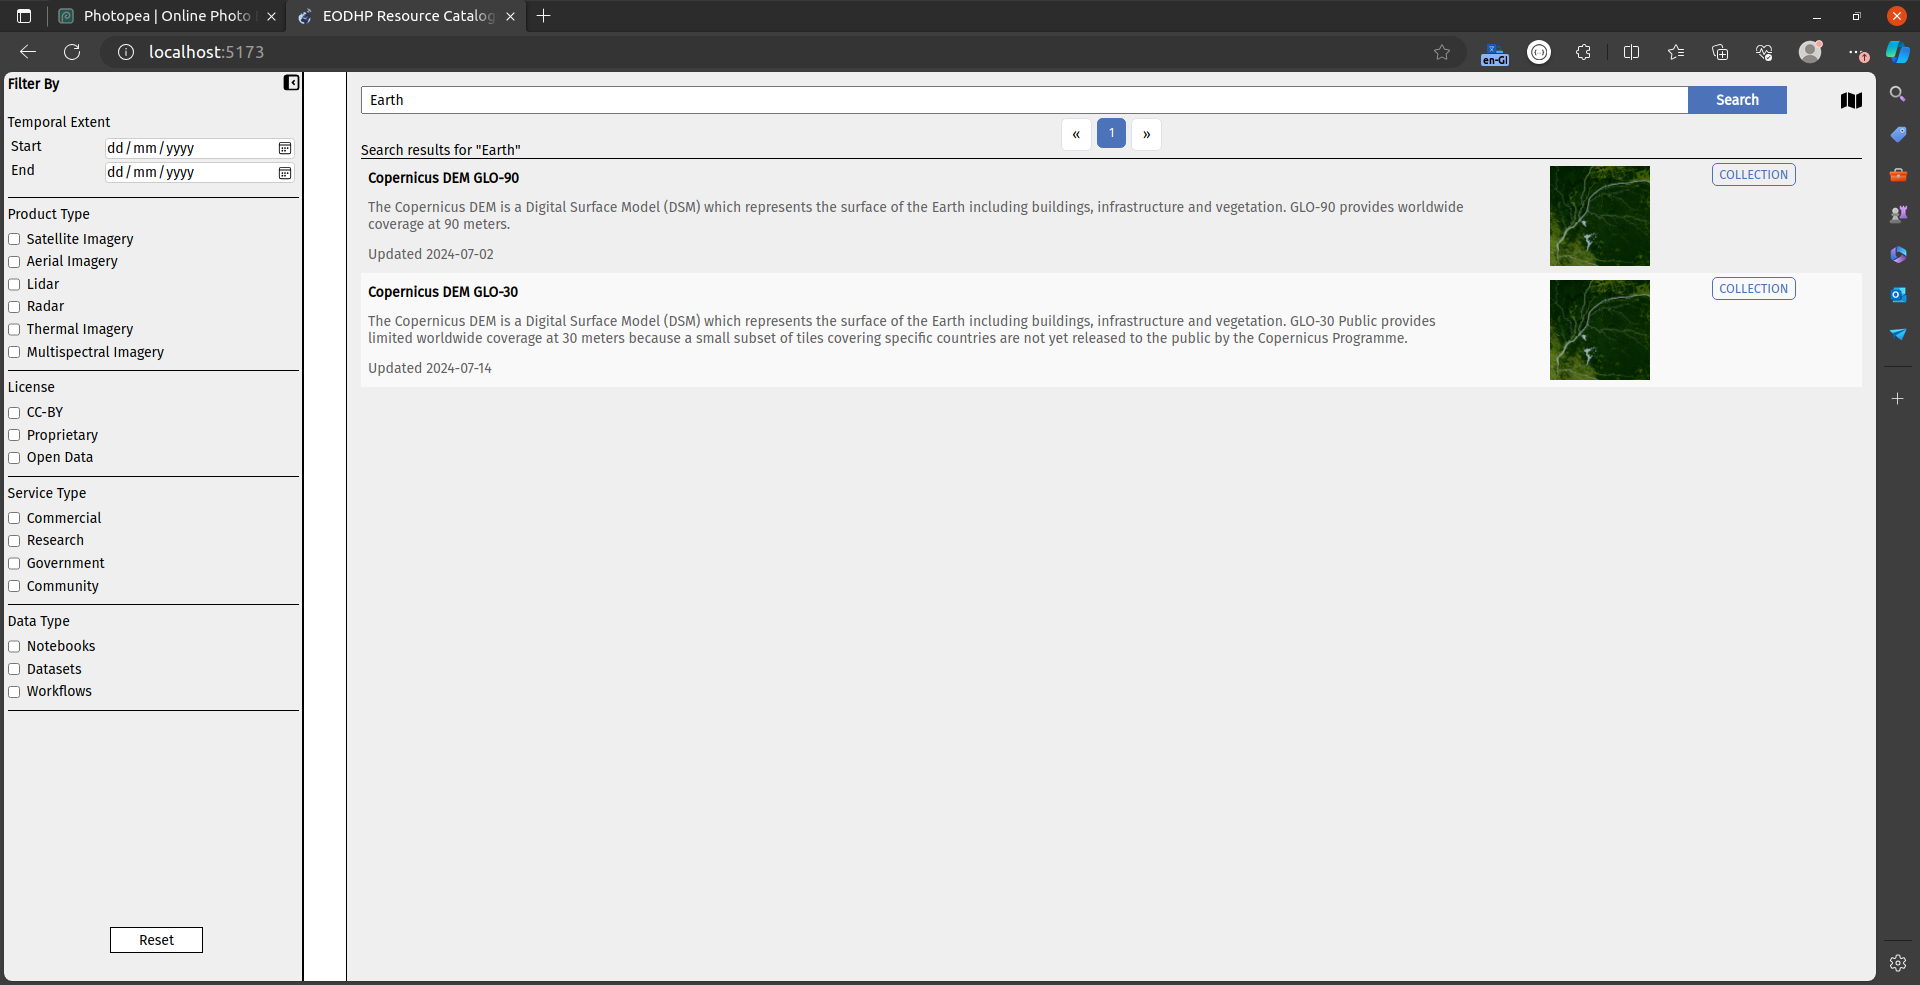 Photopea | Online Photo
EODHP Resource Catalog
localhost:5173
en-GI
Filter By
Temporal Extent
Start
dd/mm/yyyy
End
dd/mm/yyyy
Product Type
Satellite Imagery
Aerial Imagery
Lidar
Radar
Thermal Imagery
Multispectral Imagery
License
CC-BY
Proprietary
Open Data
Service Type
Commercial
Research
Government
Community
Data Type
Notebooks
Datasets
Workflows
Reset
Earth
Search
« 1 »
Search results for "Earth"
Copernicus DEM GLO-90
COLLECTION
The Copernicus DEM is a Digital Surface Model (DSM) which represents the surface of the Earth including buildings, infrastructure and vegetation. GLO-90 provides worldwide
coverage at 90 meters.
Updated 2024-07-02
Copernicus DEM GLO-30
COLLECTION
The Copernicus DEM is a Digital Surface Model (DSM) which represents the surface of the Earth including buildings, infrastructure and vegetation. GLO-30 Public provides
limited worldwide coverage at 30 meters because a small subset of tiles covering specific countries are not yet released to the public by the Copernicus Programme.
Updated 2024-07-14